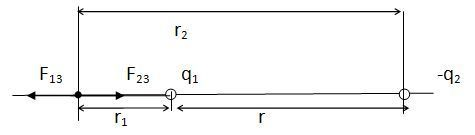 r₂
F₁₃ F₂₃ q₁ -q₂
r₁ r